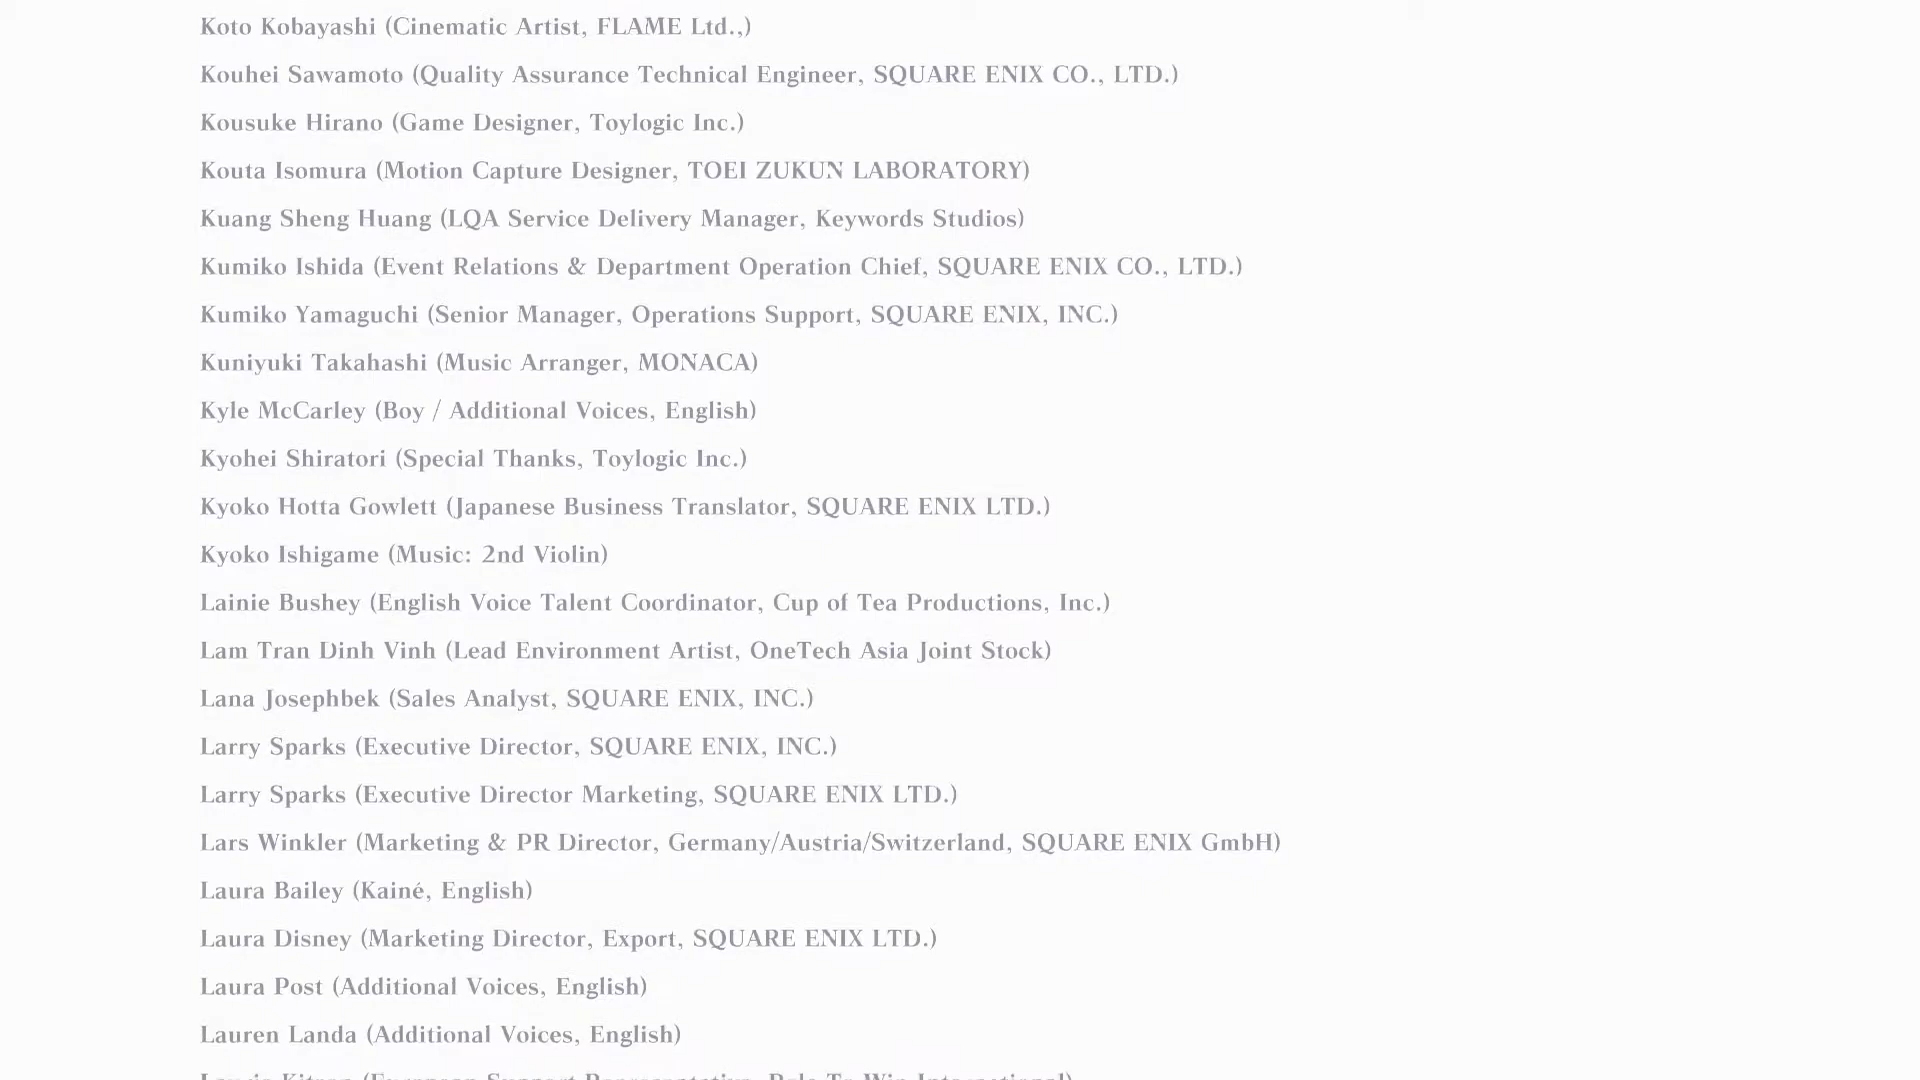 Koto Kobayashi (Cinematic Artist, FLAME Ltd.,)
Kouhei Sawamoto (Quality Assurance Technical Engineer, SQUARE ENIX CO., LTD.)
Kousuke Hirano (Game Designer, Toylogic Inc.)
Kouta Isomura (Motion Capture Designer, TOEI ZUKUN LABORATORY)
Kuang Sheng Huang (LQA Service Delivery Manager, Keywords Studios)
Kumiko Ishida (Event Relations & Department Operation Chief, SQUARE ENIX CO., LTD.)
Kumiko Yamaguchi (Senior Manager, Operations Support, SQUARE ENIX, INC.)
Kuniyuki Takahashi (Music Arranger, MONACA)
Kyle McCarley (Boy / Additional Voices, English)
Kyohei Shiratori (Special Thanks, Toylogic Inc.)
Kyoko Hotta Gowlett (Japanese Business Translator, SQUARE ENIX LTD.)
Kyoko Ishigame (Music: 2nd Violin)
Lainie Bushey (English Voice Talent Coordinator, Cup of Tea Productions, Inc.)
Lam Tran Dinh Vinh (Lead Environment Artist, OneTech Asia Joint Stock)
Lana Josephbek (Sales Analyst, SQUARE ENIX, INC.)
Larry Sparks (Executive Director, SQUARE ENIX, INC.)
Larry Sparks (Executive Director Marketing, SQUARE ENIX LTD.)
Lars Winkler (Marketing & PR Director, Germany/Austria/Switzerland, SQUARE ENIX GmbH)
Laura Bailey (Kainé, English)
Laura Disney (Marketing Director, Export, SQUARE ENIX LTD.)
Laura Post (Additional Voices, English)
Lauren Landa (Additional Voices, English)